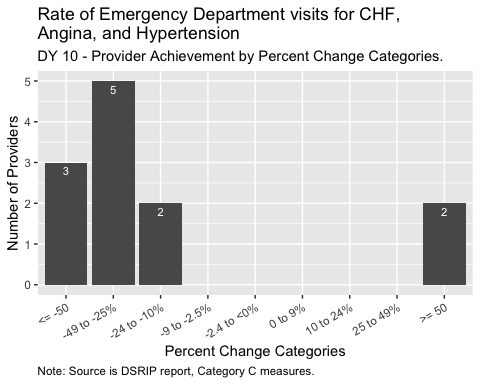 Rate of Emergency Department visits for CHF,
Angina, and Hypertension
DY 10 - Provider Achievement by Percent Change Categories.
Number of Providers
5
4
3
2
1
0
3
5
2
2
<= -50
-49 to -25%
-24 to -10%
-9 to -2.5%
-2.4 to <0%
0 to 9%
10 to 24%
25 to 49%
>= 50
Percent Change Categories
Note: Source is DSRIP report, Category C measures.